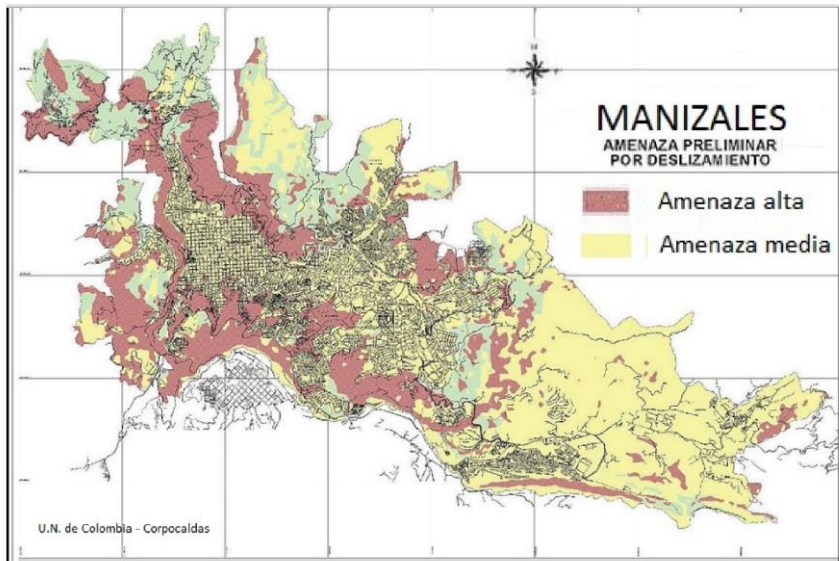 MANIZALES
AMENAZA PRELIMINAR
POR DESLIZAMIENTO
Amenaza alta
Amenaza media
U.N. de Colombia - Corpocaldas